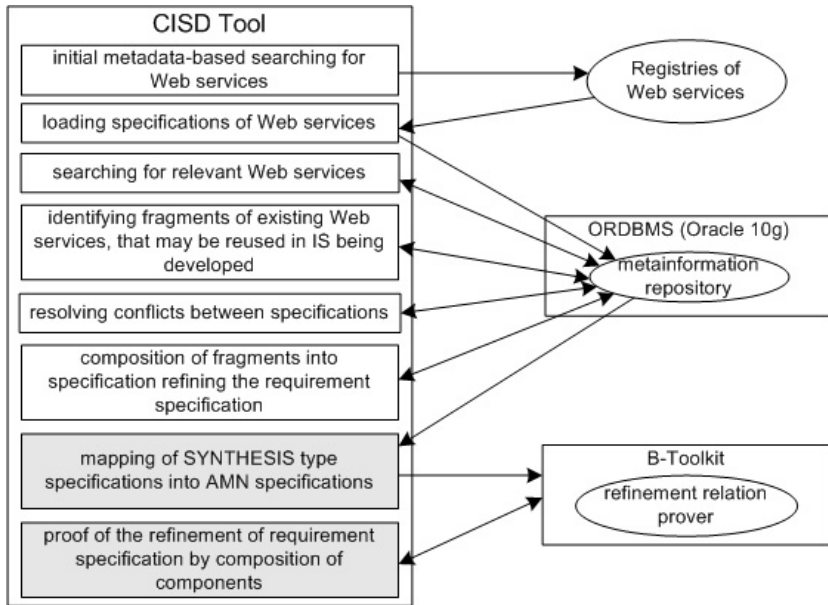 CISD Tool
initial metadata-based searching for
Web services
loading specifications of Web services
searching for relevant Web services
identifying fragments of existing Web
services, that may be reused in IS being
developed
resolving conflicts between specifications
composition of fragments into
specification refining the requirement
specification
mapping of SYNTHESIS type
specifications into AMN specifications
proof of the refinement of requirement
specification by composition of
components
Registries of
Web services
ORDBMS (Oracle 10g)
metainformation
repository
B-Toolkit
refinement relation
prover